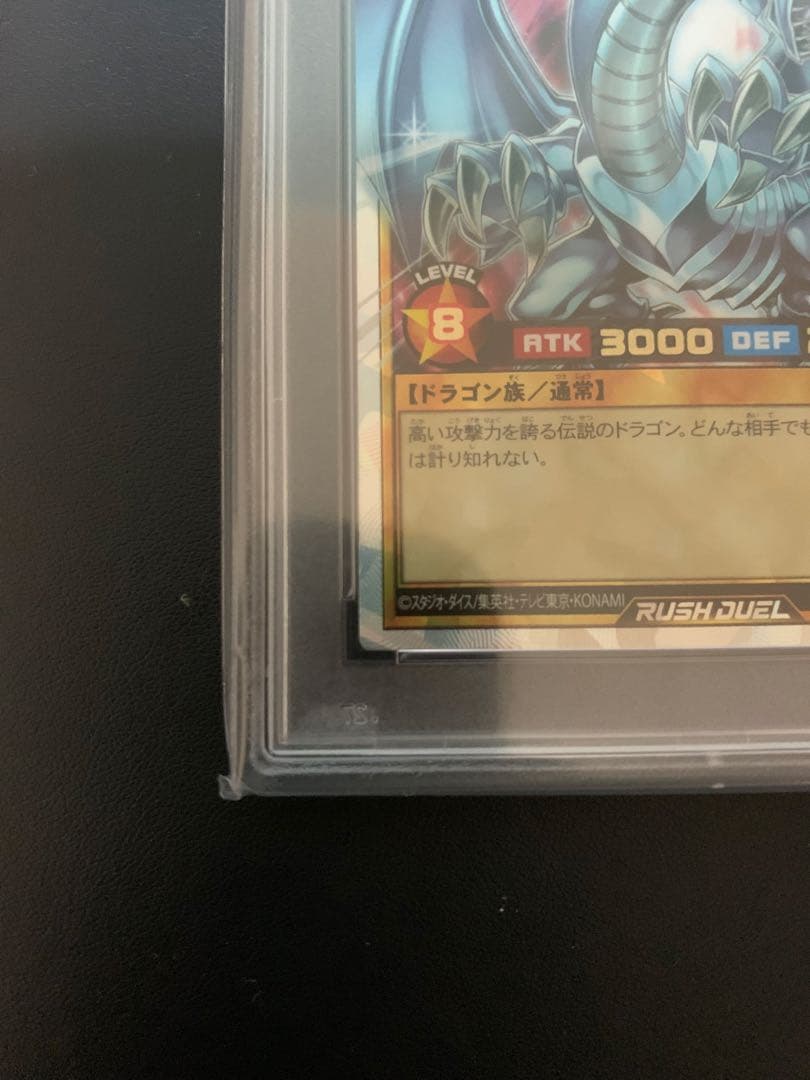 LEVEL
8
ATK 3000 DEF
【ドラゴン族／通常】
高い攻撃力を誇る伝説のドラゴン。どんな相手でも
は計り知れない。
©スタジオ・ダイス/集英社・テレビ東京・KONAMI
RUSH DUEL